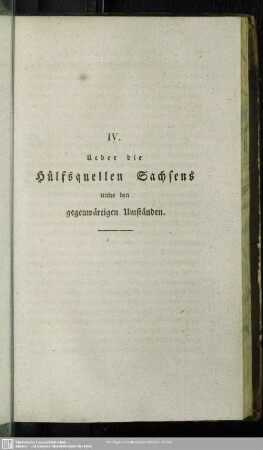 IV.
Ueber die
Hülfsquellen Sachsens
unter den
gegenwärtigen Umständen.